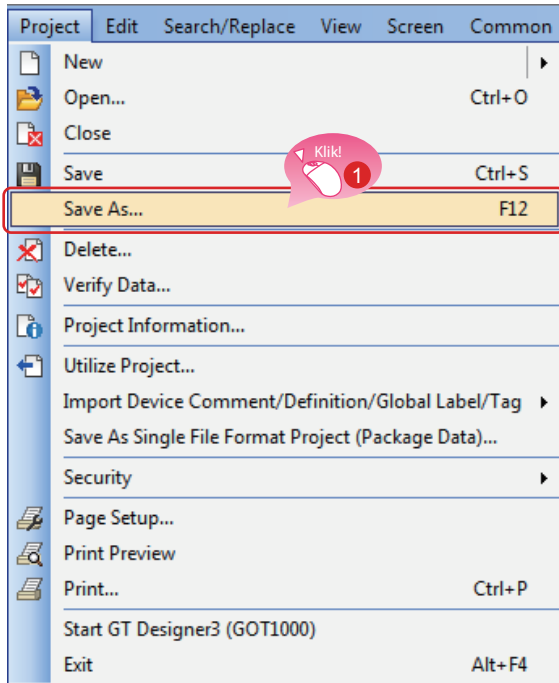 Project Edit Search/Replace View Screen Common
New
Open... Ctrl+O
Close
Klik!
1
Save Ctrl+S
Save As... F12
Delete...
Verify Data...
Project Information...
Utilize Project...
Import Device Comment/Definition/Global Label/Tag
Save As Single File Format Project (Package Data)...
Security
Page Setup...
Print Preview
Print... Ctrl+P
Start GT Designer3 (GOT1000)
Exit Alt+F4